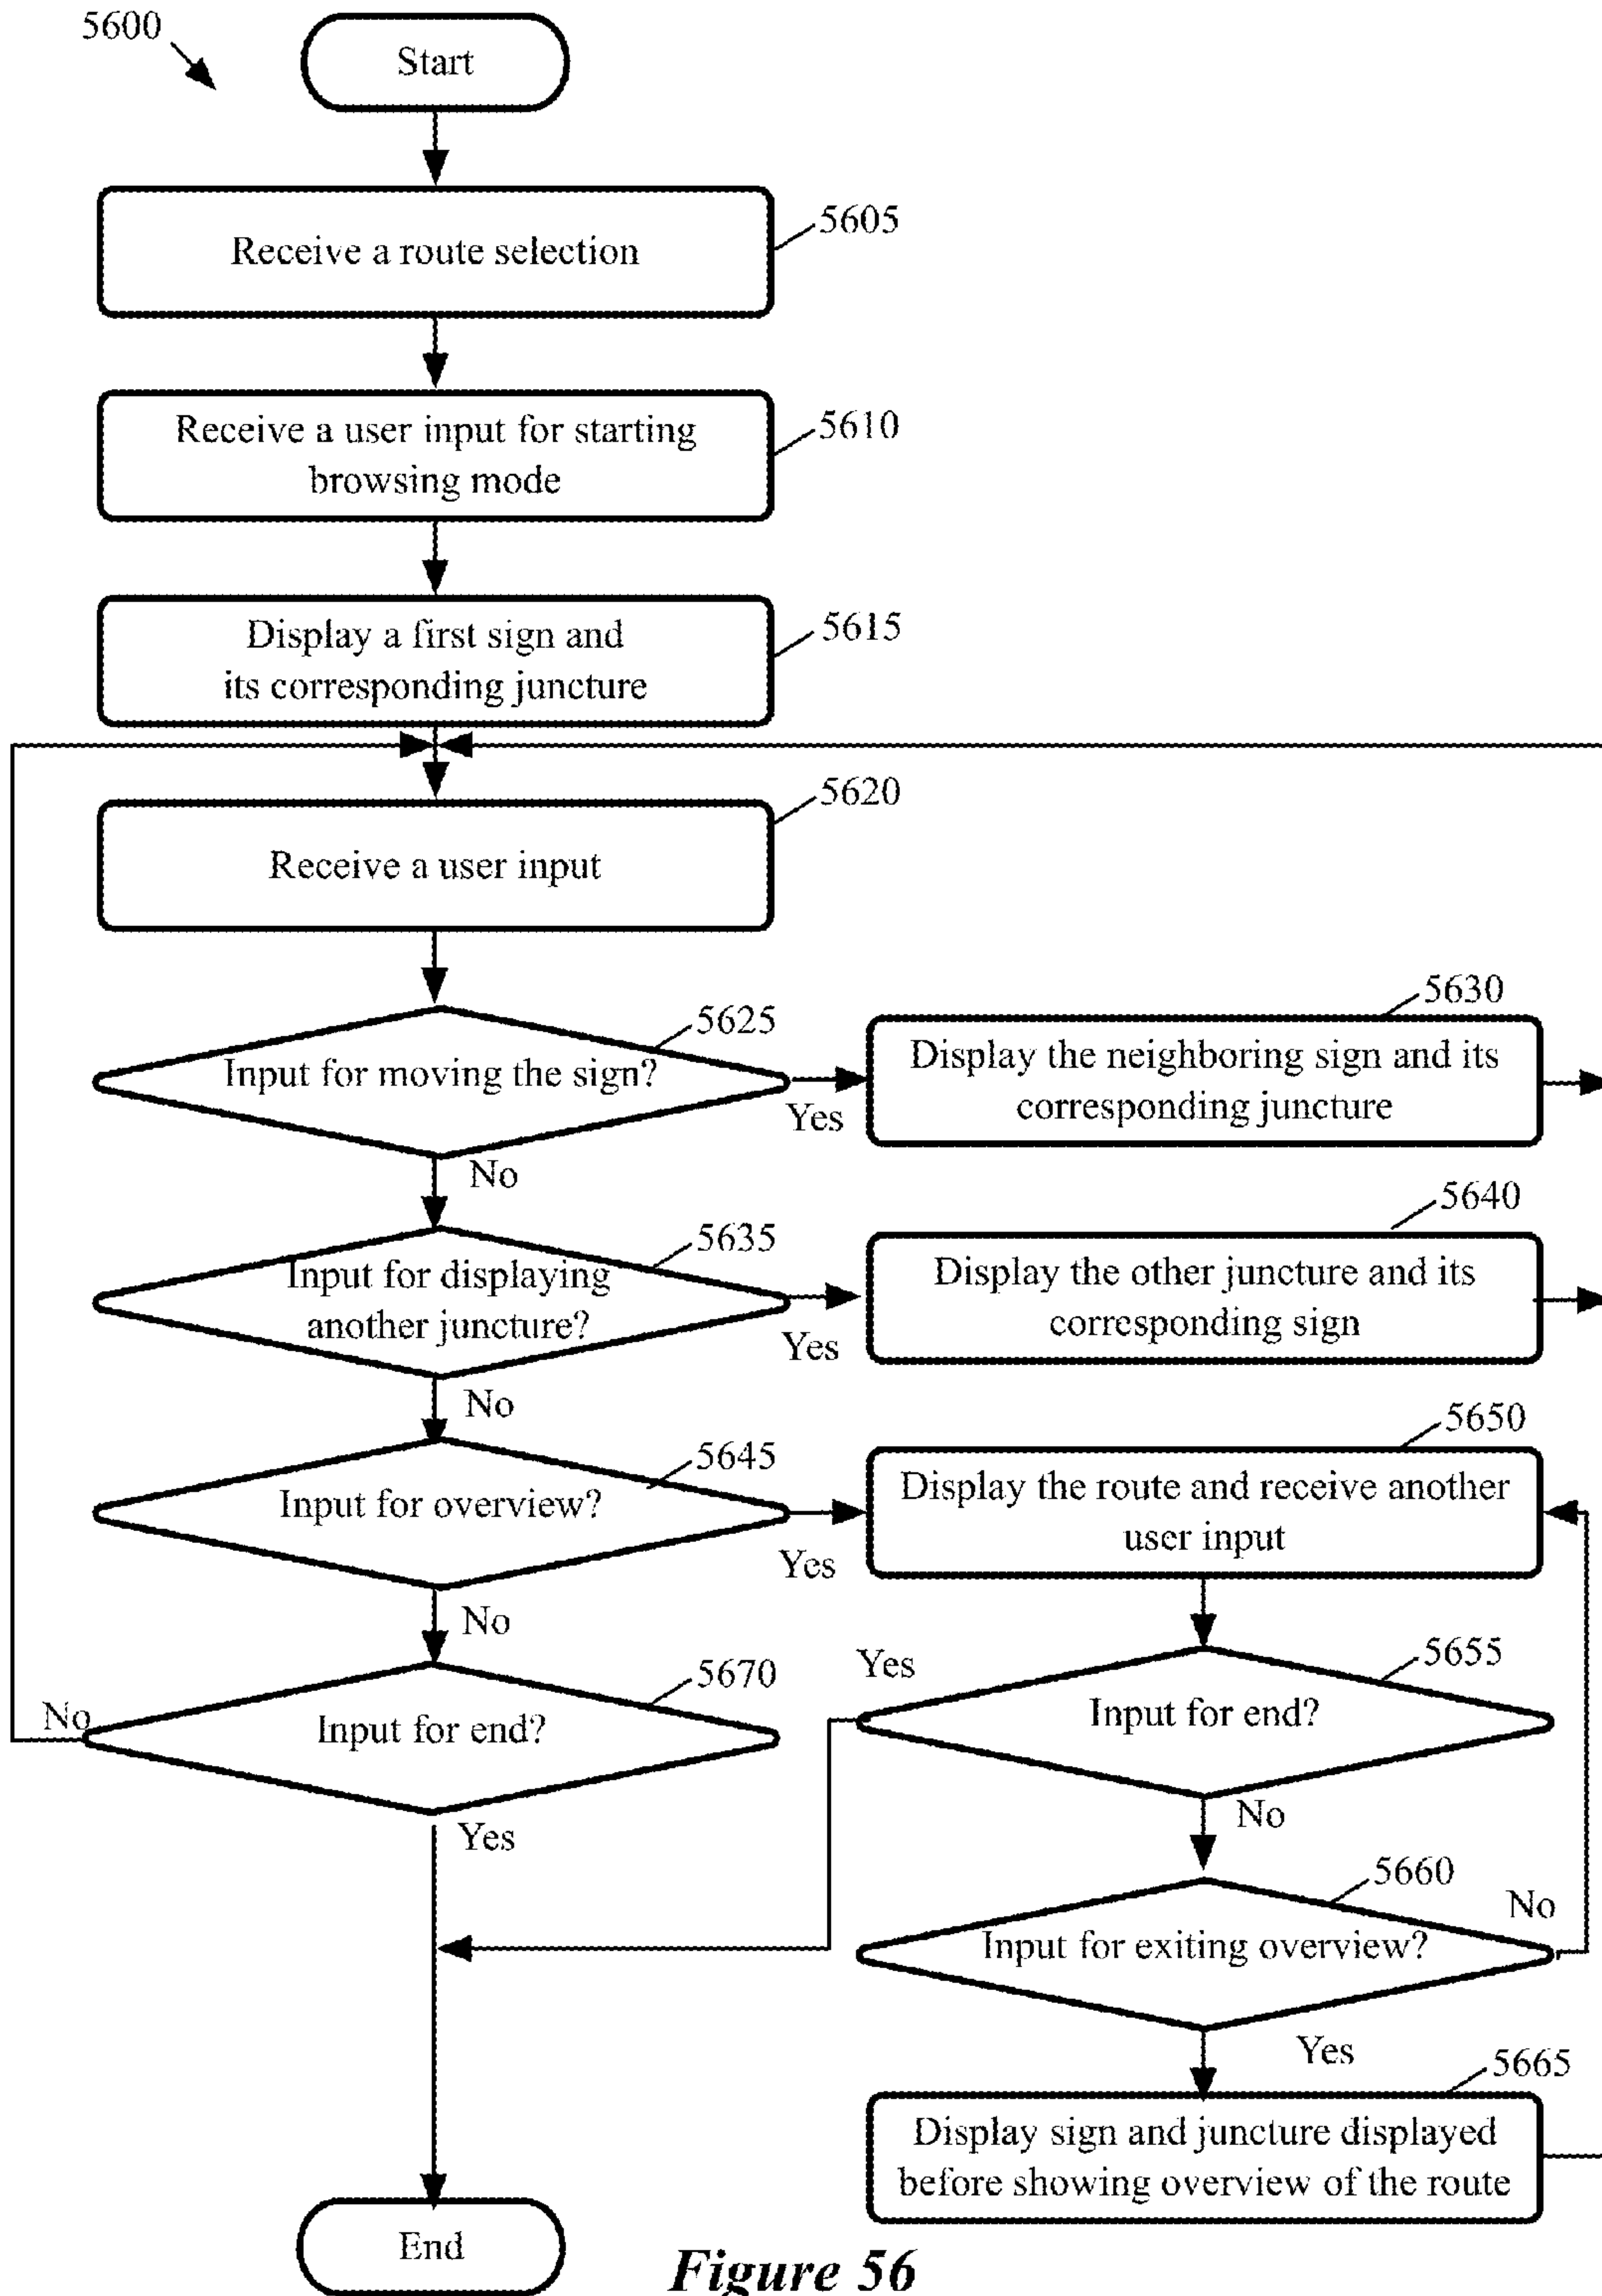 5600
Start
Receive a route selection
5605
Receive a user input for starting
browsing mode
5610
Display a first sign and
its corresponding juncture
5615
Receive a user input
5620
Input for moving the sign?
5625
Yes
No
Display the neighboring sign and its
corresponding juncture
5630
Input for displaying
another juncture?
5635
Yes
No
Display the other juncture and its
corresponding sign
5640
Input for overview?
5645
Yes
No
Display the route and receive another
user input
5650
Input for end?
5670
No
Yes
Input for end?
5655
Yes
No
Input for exiting overview?
5660
No
Yes
Display sign and juncture displayed
before showing overview of the route
5665
End
Figure 56